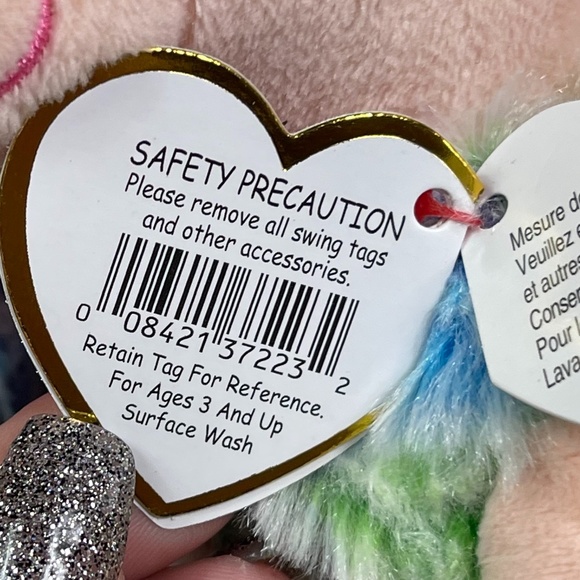 SAFETY PRECAUTION
Please remove all swing tags
and other accessories.
0 08421 37223 2
Retain Tag For Reference.
For Ages 3 And Up
Surface Wash
Mesure de
Veuillez e
et autres
Conser
Pour l
Lava